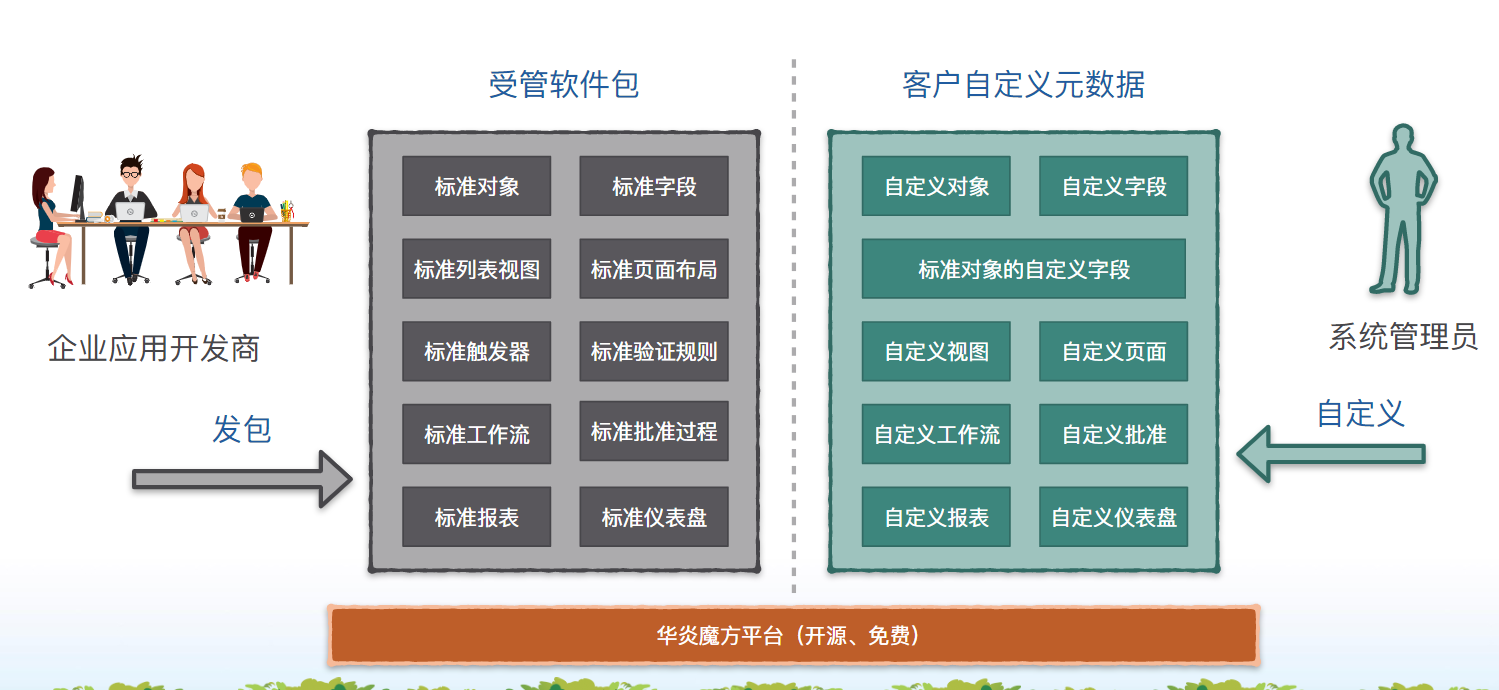 受管软件包
客户自定义元数据
标准对象
标准字段
标准列表视图
标准页面布局
标准触发器
标准验证规则
标准工作流
标准批准过程
标准报表
标准仪表盘
自定义对象
自定义字段
标准对象的自定义字段
自定义视图
自定义页面
自定义工作流
自定义批准
自定义报表
自定义仪表盘
企业应用开发商
发包
系统管理员
自定义
华炎魔方平台（开源、免费）